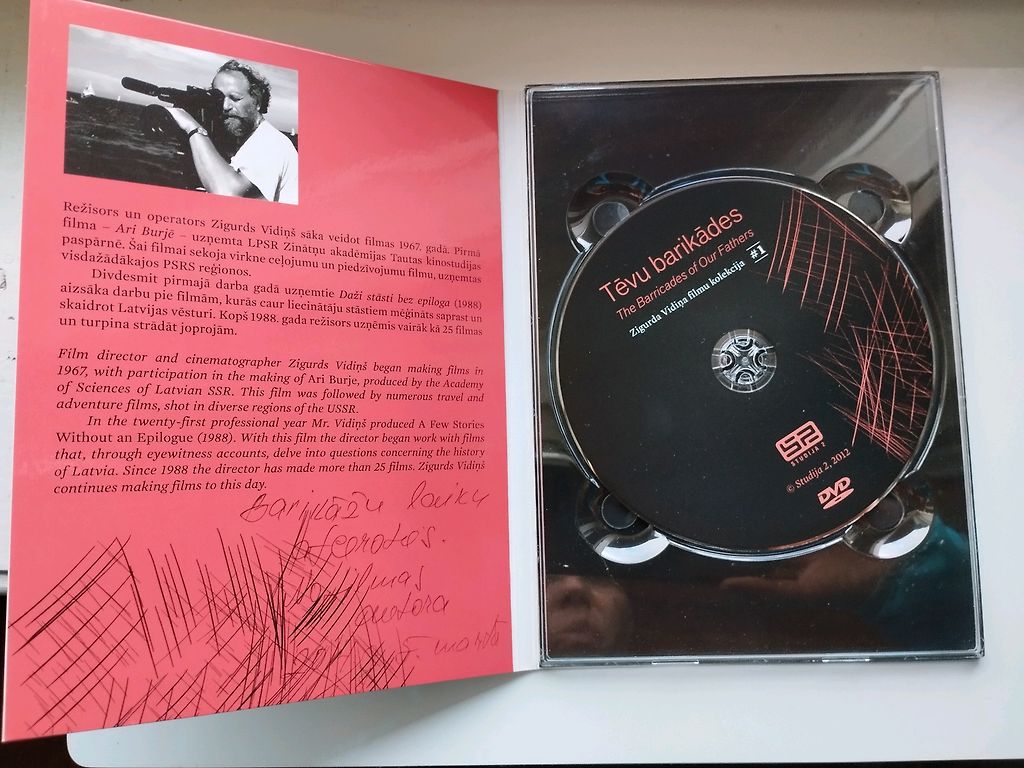 Režisors un operators Zigurds Vidiņš sāka veidot filmas 1967. gadā. Pirmā
filma – Ari Burjē – uzņemta LPSR Zinātņu akadēmijas Tautas kinostudijas
paspārnē. Šai filmai sekoja virkne ceļojumu un piedzīvojumu filmu, uzņemtas
visdažādākajos PSRS reģionos.
Divdesmit pirmajā darba gadā uzņemtie Daži stāsti bez epiloga (1988)
aizsāka darbu pie filmām, kurās caur liecinātāju stāstiem mēģināts saprast un
skaidrot Latvijas vēsturi. Kopš 1988. gada režisors uzņēmis vairāk kā 25 filmas
un turpina strādāt joprojām.
Film director and cinematographer Zigurds Vidiņš began making films in
1967, with participation in the making of Ari Burje, produced by the Academy
of Sciences of Latvian SSR. This film was followed by numerous travel and
adventure films, shot in diverse regions of the USSR.
In the twenty-first professional year Mr. Vidiņš produced A Few Stories
Without an Epilogue (1988). With this film the director began work with films
that, through eyewitness accounts, delve into questions concerning the history
of Latvia. Since 1988 the director has made more than 25 films. Zigurds Vidiņš
continues making films to this day.
Barikāžu laiku
atceroties.
filmas
autora
martā
Tēvu barikādes
The Barricades of Our Fathers
Zigurda Vidiņa filmu kolekcija #1
STUDIJA 2
© Studija 2, 2012
DVD